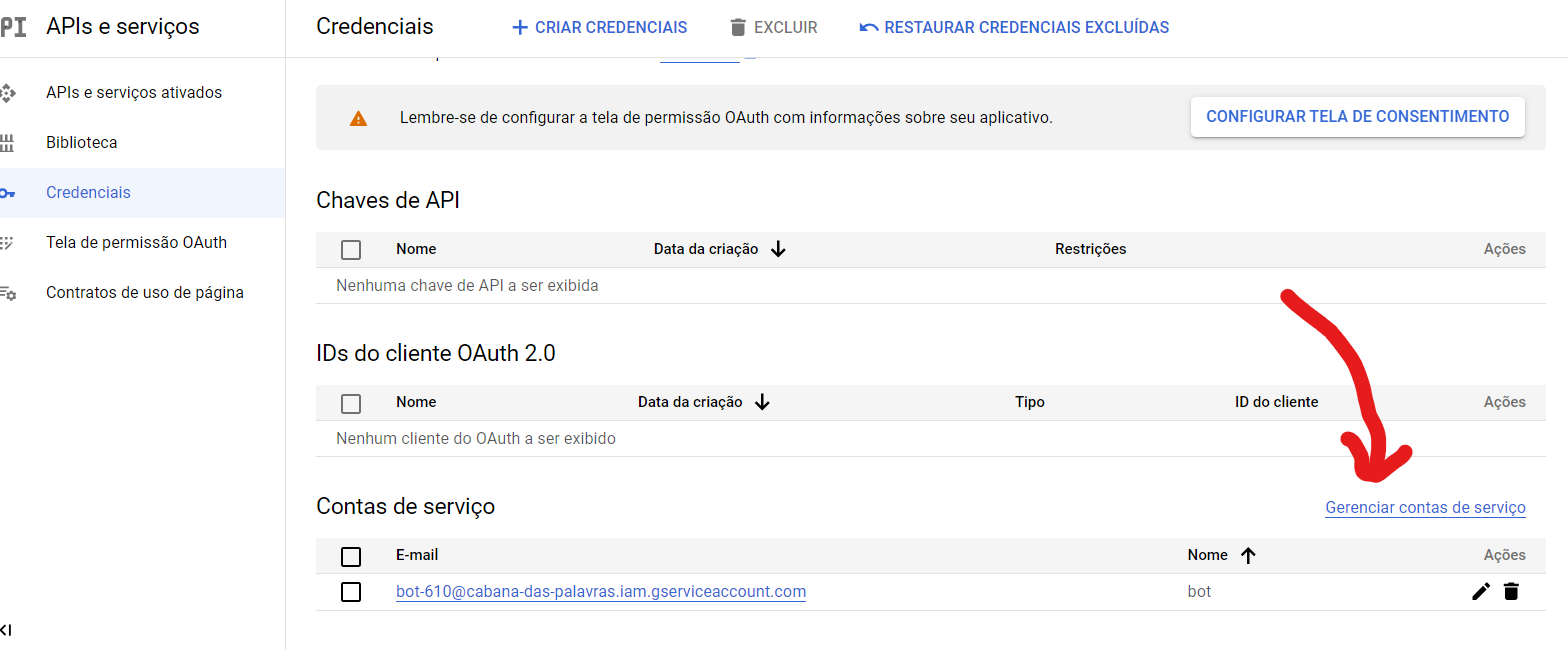 API APIs e serviços
Credenciais
CRIAR CREDENCIAIS
EXCLUIR
RESTAURAR CREDENCIAIS EXCLUÍDAS
APIs e serviços ativados
Biblioteca
Credenciais
Tela de permissão OAuth
Contratos de uso de página
Lembre-se de configurar a tela de permissão OAuth com informações sobre seu aplicativo.
CONFIGURAR TELA DE CONSENTIMENTO
Chaves de API
Nome Data da criação Restrições Ações
Nenhuma chave de API a ser exibida
IDs do cliente OAuth 2.0
Nome Data da criação Tipo ID do cliente Ações
Nenhum cliente do OAuth a ser exibido
Contas de serviço
Gerenciar contas de serviço
E-mail Nome Ações
bot-610@cabana-das-palavras.iam.gserviceaccount.com bot